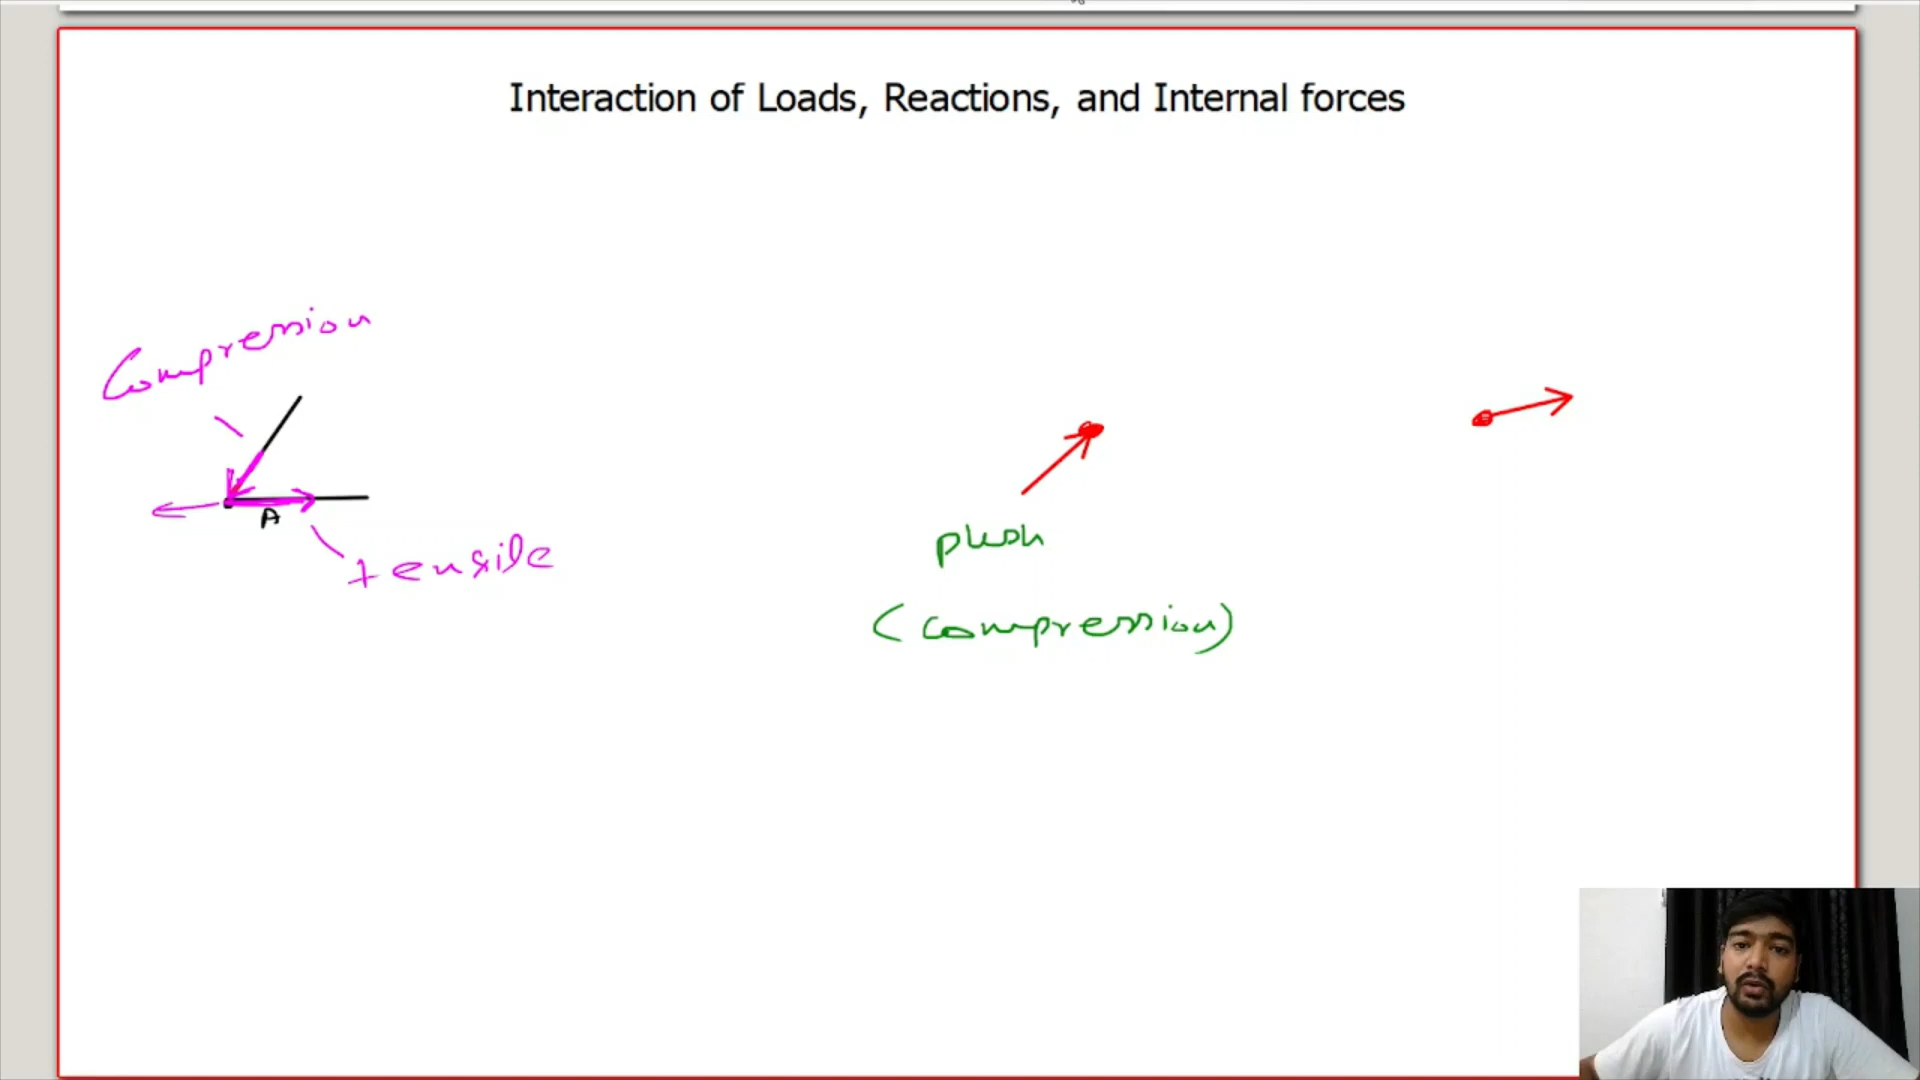 Interaction of Loads, Reactions, and Internal forces
Compression
A
tensile
push
(compression)